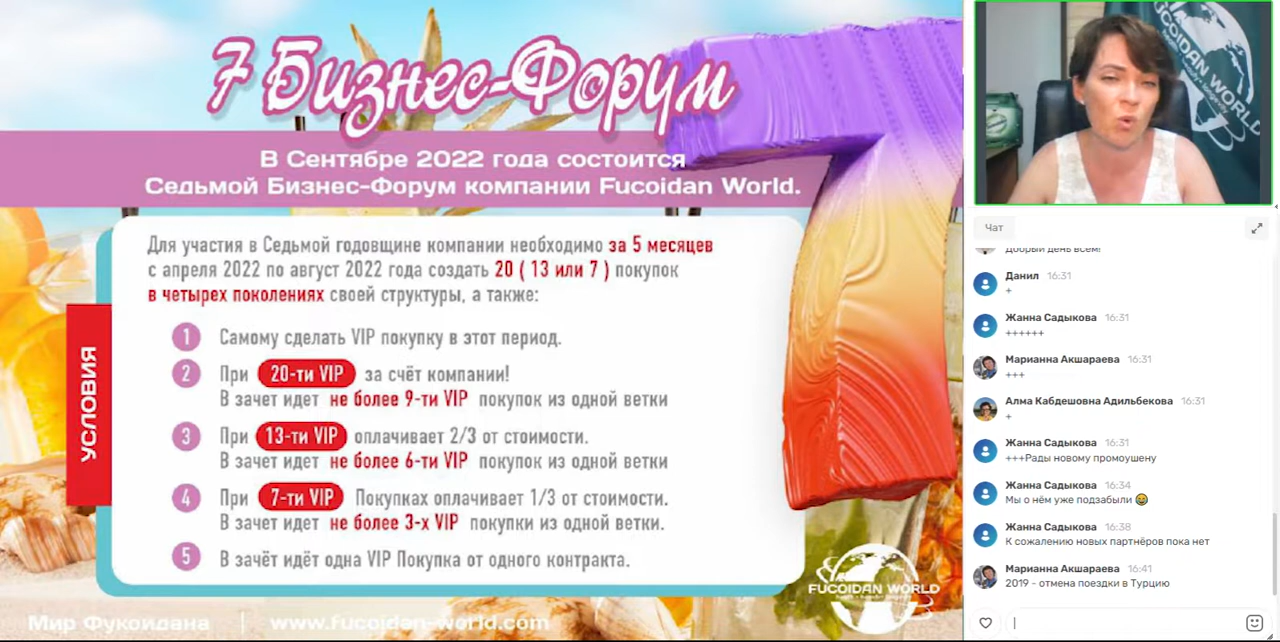 7 Бизнес-Форум
В Сентябре 2022 года состоится
Седьмой Бизнес-Форум компании Fucoidan World.
Для участия в Седьмой годовщине компании необходимо за 5 месяцев
с апреля 2022 по август 2022 года создать 20 ( 13 или 7 ) покупок
в четырех поколениях своей структуры, а также:
УСЛОВИЯ
1 Самому сделать VIP покупку в этот период.
2 При 20-ти VIP за счёт компании!
В зачет идет не более 9-ти VIP покупок из одной ветки
3 При 13-ти VIP оплачивает 2/3 от стоимости.
В зачет идет не более 6-ти VIP покупок из одной ветки
4 При 7-ти VIP Покупках оплачивает 1/3 от стоимости.
В зачет идет не более 3-х VIP покупки из одной ветки.
5 В зачёт идёт одна VIP Покупка от одного контракта.
FUCOIDAN WORLD
Мир Фукоидана | www.Fucoidan-world.com
FUCOIDAN WORLD
Чат
Добрый день всем!
Данил 16:31
+
Жанна Садыкова 16:31
++++++
Марианна Акшараева 16:31
+++
Алма Кабдешовна Адильбекова 16:31
+
Жанна Садыкова 16:31
+++Рады новому промоушену
Жанна Садыкова 16:34
Мы о нём уже подзабыли 😂
Жанна Садыкова 16:38
К сожалению новых партнёров пока нет
Марианна Акшараева 16:41
2019 - отмена поездки в Турцию